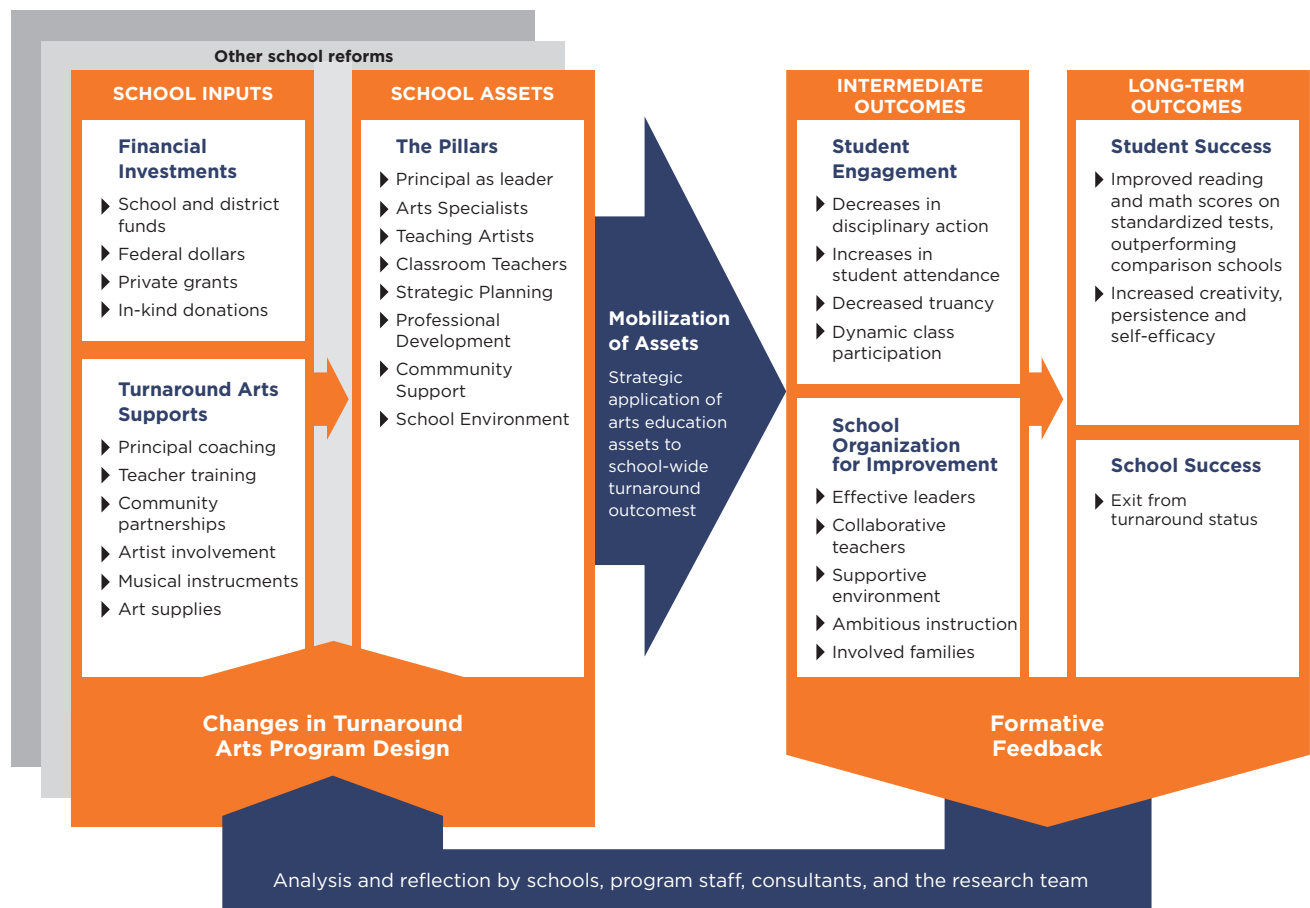 Other school reforms
SCHOOL INPUTS
Financial
Investments
School and district
funds
Federal dollars
Private grants
In-kind donations
Turnaround Arts
Supports
Principal coaching
Teacher training
Community
partnerships
Artist involvement
Musical instrucments
Art supplies
SCHOOL ASSETS
The Pillars
Principal as leader
Arts Specialists
Teaching Artists
Classroom Teachers
Strategic Planning
Professional
Development
Commmunity
Support
School Environment
Changes in Turnaround
Arts Program Design
Mobilization
of Assets
Strategic
application of
arts education
assets to
school-wide
turnaround
outcomest
INTERMEDIATE
OUTCOMES
Student
Engagement
Decreases in
disciplinary action
Increases in
student attendance
Decreased truancy
Dynamic class
participation
School
Organization
for Improvement
Effective leaders
Collaborative
teachers
Supportive
environment
Ambitious instruction
Involved families
LONG-TERM
OUTCOMES
Student Success
Improved reading
and math scores on
standardized tests,
outperforming
comparison schools
Increased creativity,
persistence and
self-efficacy
School Success
Exit from
turnaround status
Formative
Feedback
Analysis and reflection by schools, program staff, consultants, and the research team